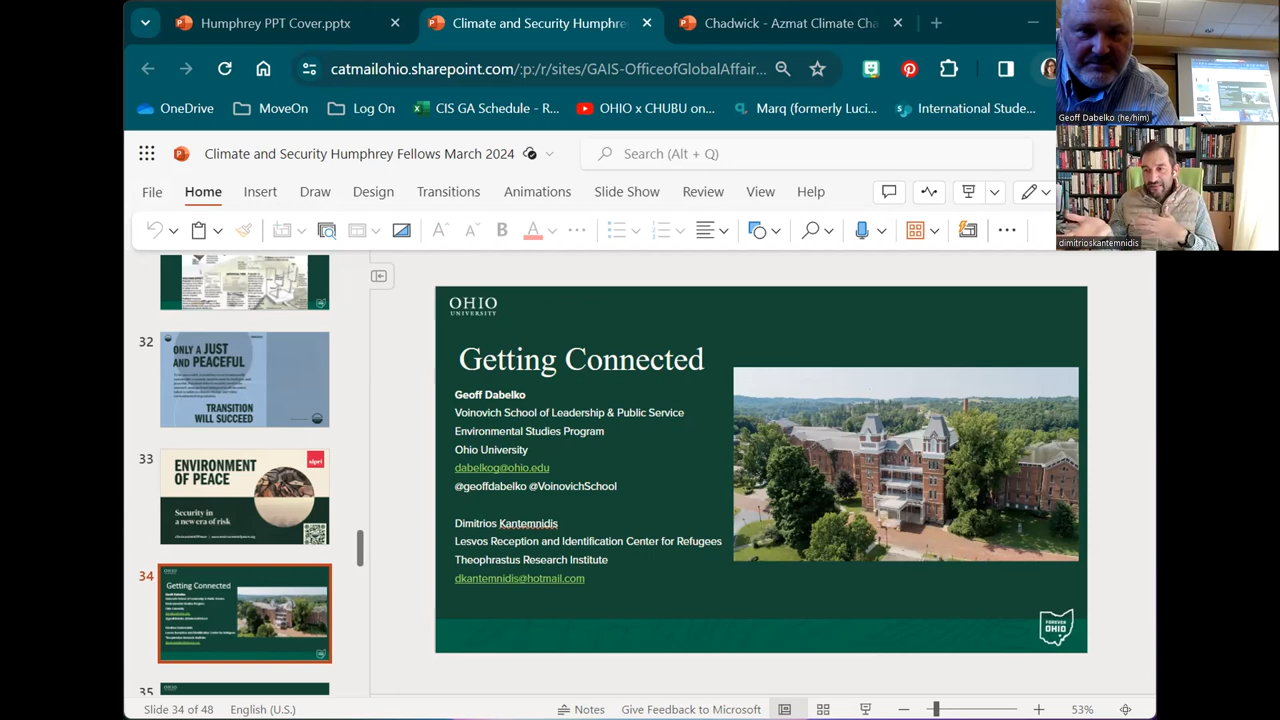 Humphrey PPT Cover.pptx
Climate and Security Humphre
Chadwick - Azmat Climate Ch
catmailohio.sharepoint.com/:p:/r/sites/GAIS-OfficeofGlobalAffair...
OneDrive
MoveOn
Log On
CIS GA Schedule - R...
OHIO x CHUBU on...
Marq (formerly Luci...
International Stude...
Climate and Security Humphrey Fellows March 2024
Search (Alt + Q)
File
Home
Insert
Draw
Design
Transitions
Animations
Slide Show
Review
View
Help
32
ONLY A JUST
AND PEACEFUL
TRANSITION
WILL SUCCEED
33
ENVIRONMENT
OF PEACE
sipri
Security in
a new era of risk
34
Getting Connected
35
OHIO
UNIVERSITY
Getting Connected
Geoff Dabelko
Voinovich School of Leadership & Public Service
Environmental Studies Program
Ohio University
dabelkog@ohio.edu
@geoffdabelko @VoinovichSchool
Dimitrios Kantemnidis
Lesvos Reception and Identification Center for Refugees
Theophrastus Research Institute
dkantemnidis@hotmail.com
FOREVER
OHIO
Slide 34 of 48
English (U.S.)
Notes
Give Feedback to Microsoft
53%
Geoff Dabelko (he/him)
dimitrioskantemnidis